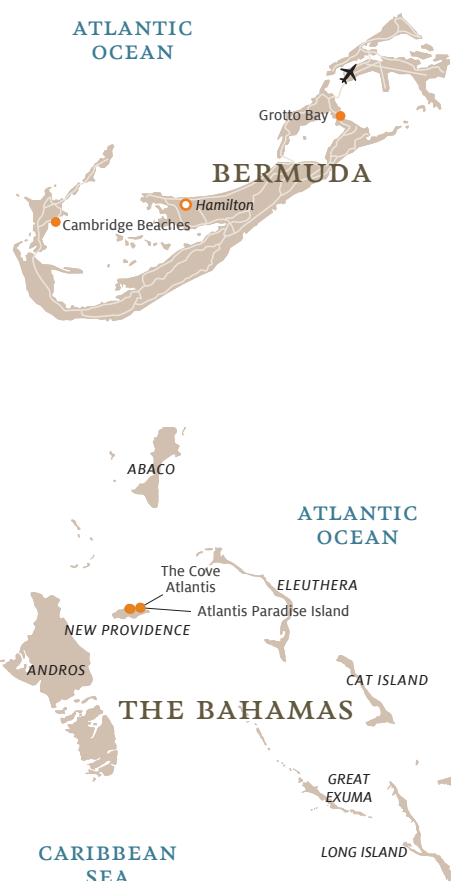 ATLANTIC
OCEAN
Grotto Bay
BERMUDA
Hamilton
Cambridge Beaches
ABACO
ATLANTIC
OCEAN
The Cove
Atlantis
ELEUTHERA
Atlantis Paradise Island
NEW PROVIDENCE
ANDROS
CAT ISLAND
THE BAHAMAS
GREAT
EXUMA
CARIBBEAN
SEA
LONG ISLAND